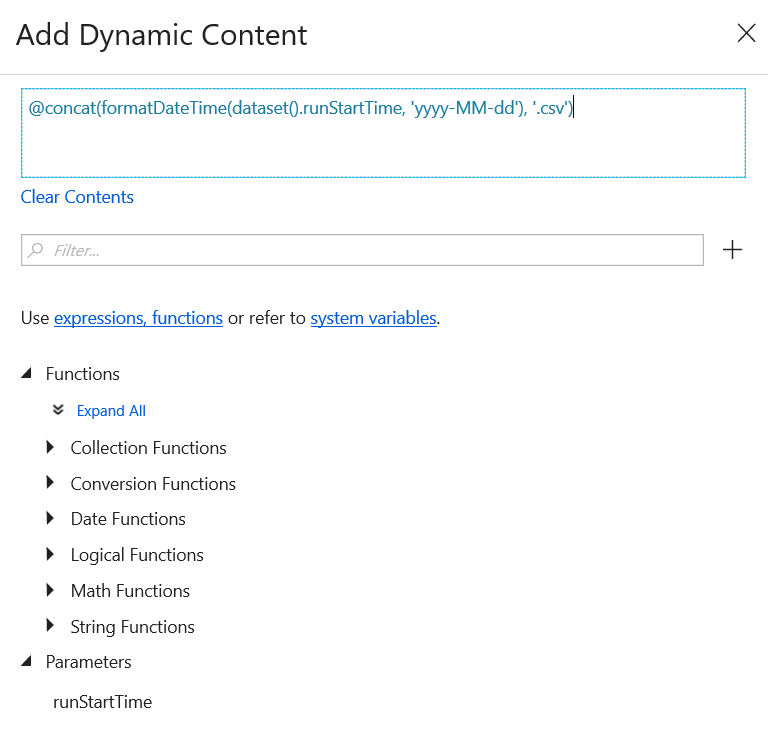 Add Dynamic Content
@concat(formatDateTime(dataset().runStartTime, 'yyyy-MM-dd'), '.csv')
Clear Contents
Filter...
Use expressions, functions or refer to system variables.
Functions
Expand All
Collection Functions
Conversion Functions
Date Functions
Logical Functions
Math Functions
String Functions
Parameters
runStartTime